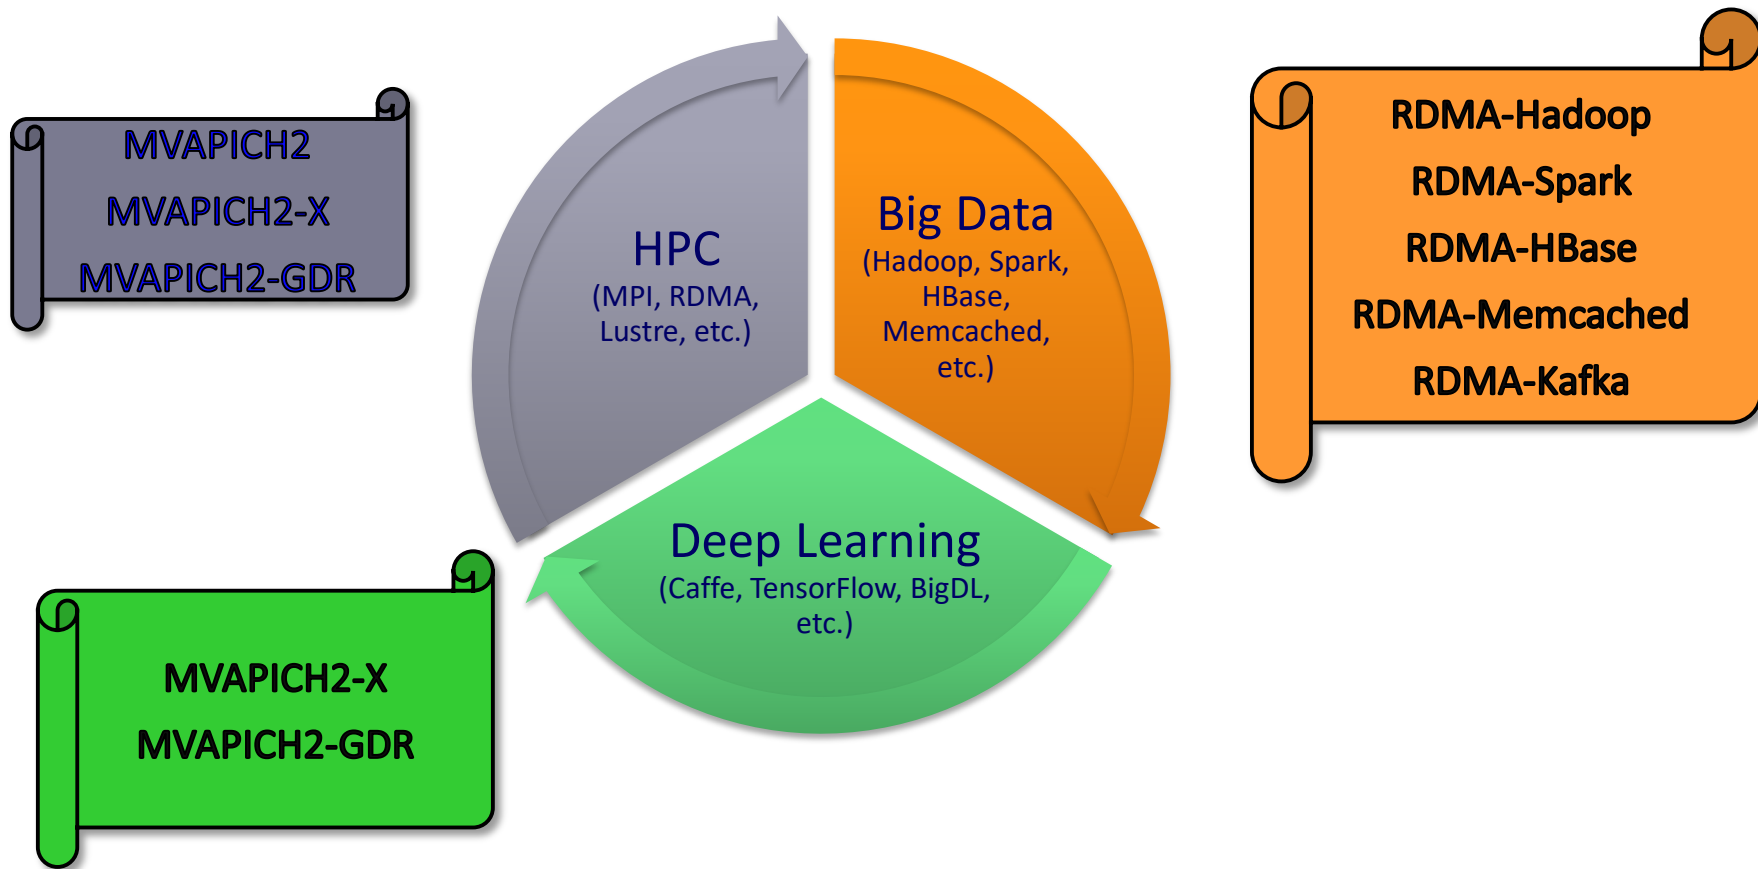 MVAPICH2
MVAPICH2-X
MVAPICH2-GDR
HPC
(MPI, RDMA,
Lustre, etc.)
Big Data
(Hadoop, Spark,
HBase,
Memcached,
etc.)
RDMA-Hadoop
RDMA-Spark
RDMA-HBase
RDMA-Memcached
RDMA-Kafka
Deep Learning
(Caffe, TensorFlow, BigDL,
etc.)
MVAPICH2-X
MVAPICH2-GDR